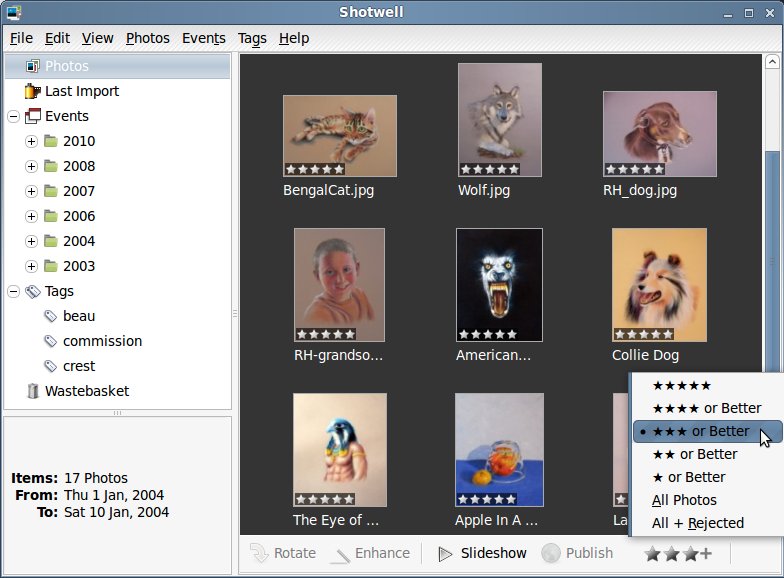 Shotwell
File Edit View Photos Events Tags Help
Photos
Last Import
Events
2010
2008
2007
2006
2004
2003
Tags
beau
commission
crest
Wastebasket
Items: 17 Photos
From: Thu 1 Jan, 2004
To: Sat 10 Jan, 2004
★★★★★ ★★★★★ ★★★★★
BengalCat.jpg Wolf.jpg RH_dog.jpg
★★★★★ ★★★★★ ★★★★★
RH-grandso... American... Collie Dog
★★★★★ ★★★★★
The Eye of ... Apple In A ... La
★★★★★
★★★★ or Better
• ★★★ or Better
★★ or Better
★ or Better
All Photos
All + Rejected
Rotate Enhance Slideshow Publish ★★★+